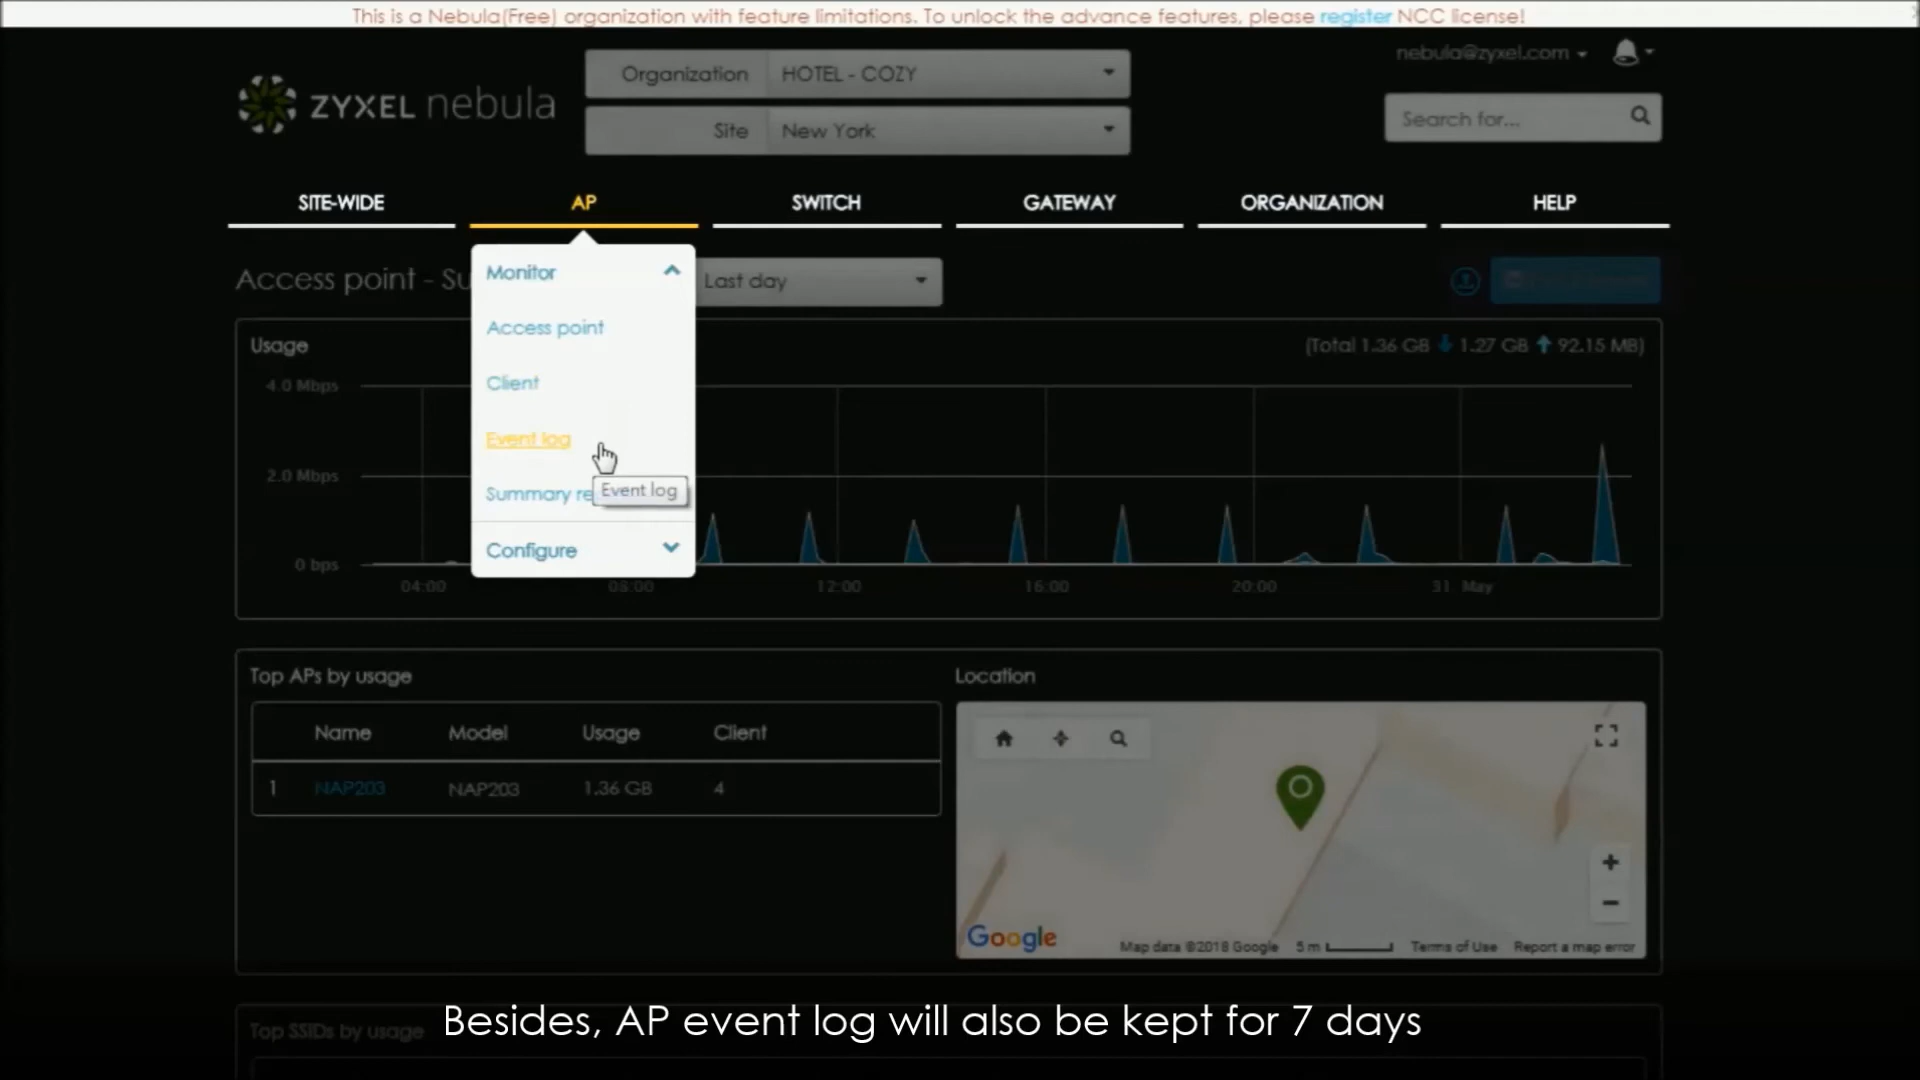 This is a Nebula(Free) organization with feature limitations. To unlock the advance features, please register NCC license!
nebula@zyxel.com
ZYXEL nebula
Organization HOTEL - COZY
Site New York
Search for...
SITE-WIDE AP SWITCH GATEWAY ORGANIZATION HELP
Access point - Su
Last day
Monitor
Access point
Client
Event log
Summary re
Event log
Configure
Usage
(Total 1.36 GB 1.27 GB 92.15 MB)
4.0 Mbps
2.0 Mbps
0 bps
04:00 08:00 12:00 16:00 20:00 31 May
Top APs by usage
Name Model Usage Client
1 NAP203 NAP203 1.36 GB 4
Location
Google
Map data ©2018 Google 5 m Terms of Use Report a map error
Top SSIDs by usage
Besides, AP event log will also be kept for 7 days